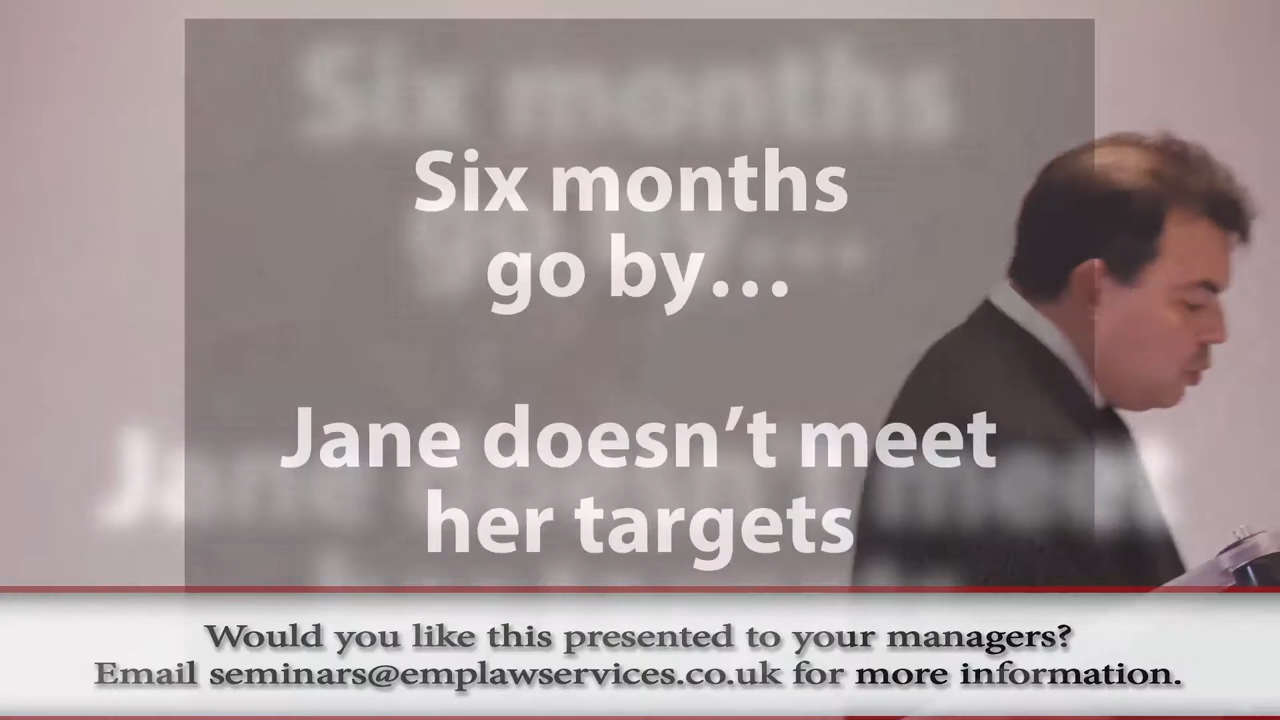 Six months
go by…
Jane doesn’t meet
her targets
Would you like this presented to your managers?
Email seminars@emplawservices.co.uk for more information.